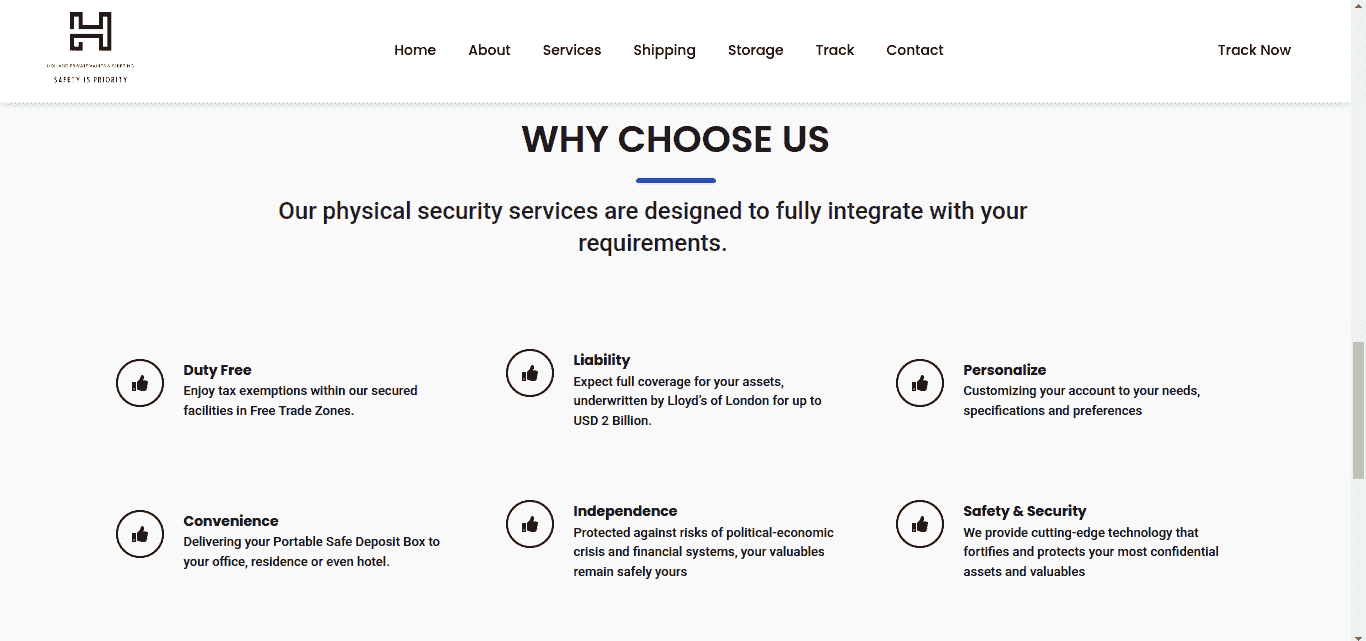 HOLLAND PRIVATE VAULTS & SHIPPING
SAFETY IS PRIORITY
Home
About
Services
Shipping
Storage
Track
Contact
Track Now
WHY CHOOSE US
Our physical security services are designed to fully integrate with your
requirements.
Duty Free
Enjoy tax exemptions within our secured
facilities in Free Trade Zones.
Liability
Expect full coverage for your assets,
underwritten by Lloyd's of London for up to
USD 2 Billion.
Personalize
Customizing your account to your needs,
specifications and preferences
Convenience
Delivering your Portable Safe Deposit Box to
your office, residence or even hotel.
Independence
Protected against risks of political-economic
crisis and financial systems, your valuables
remain safely yours
Safety & Security
We provide cutting-edge technology that
fortifies and protects your most confidential
assets and valuables